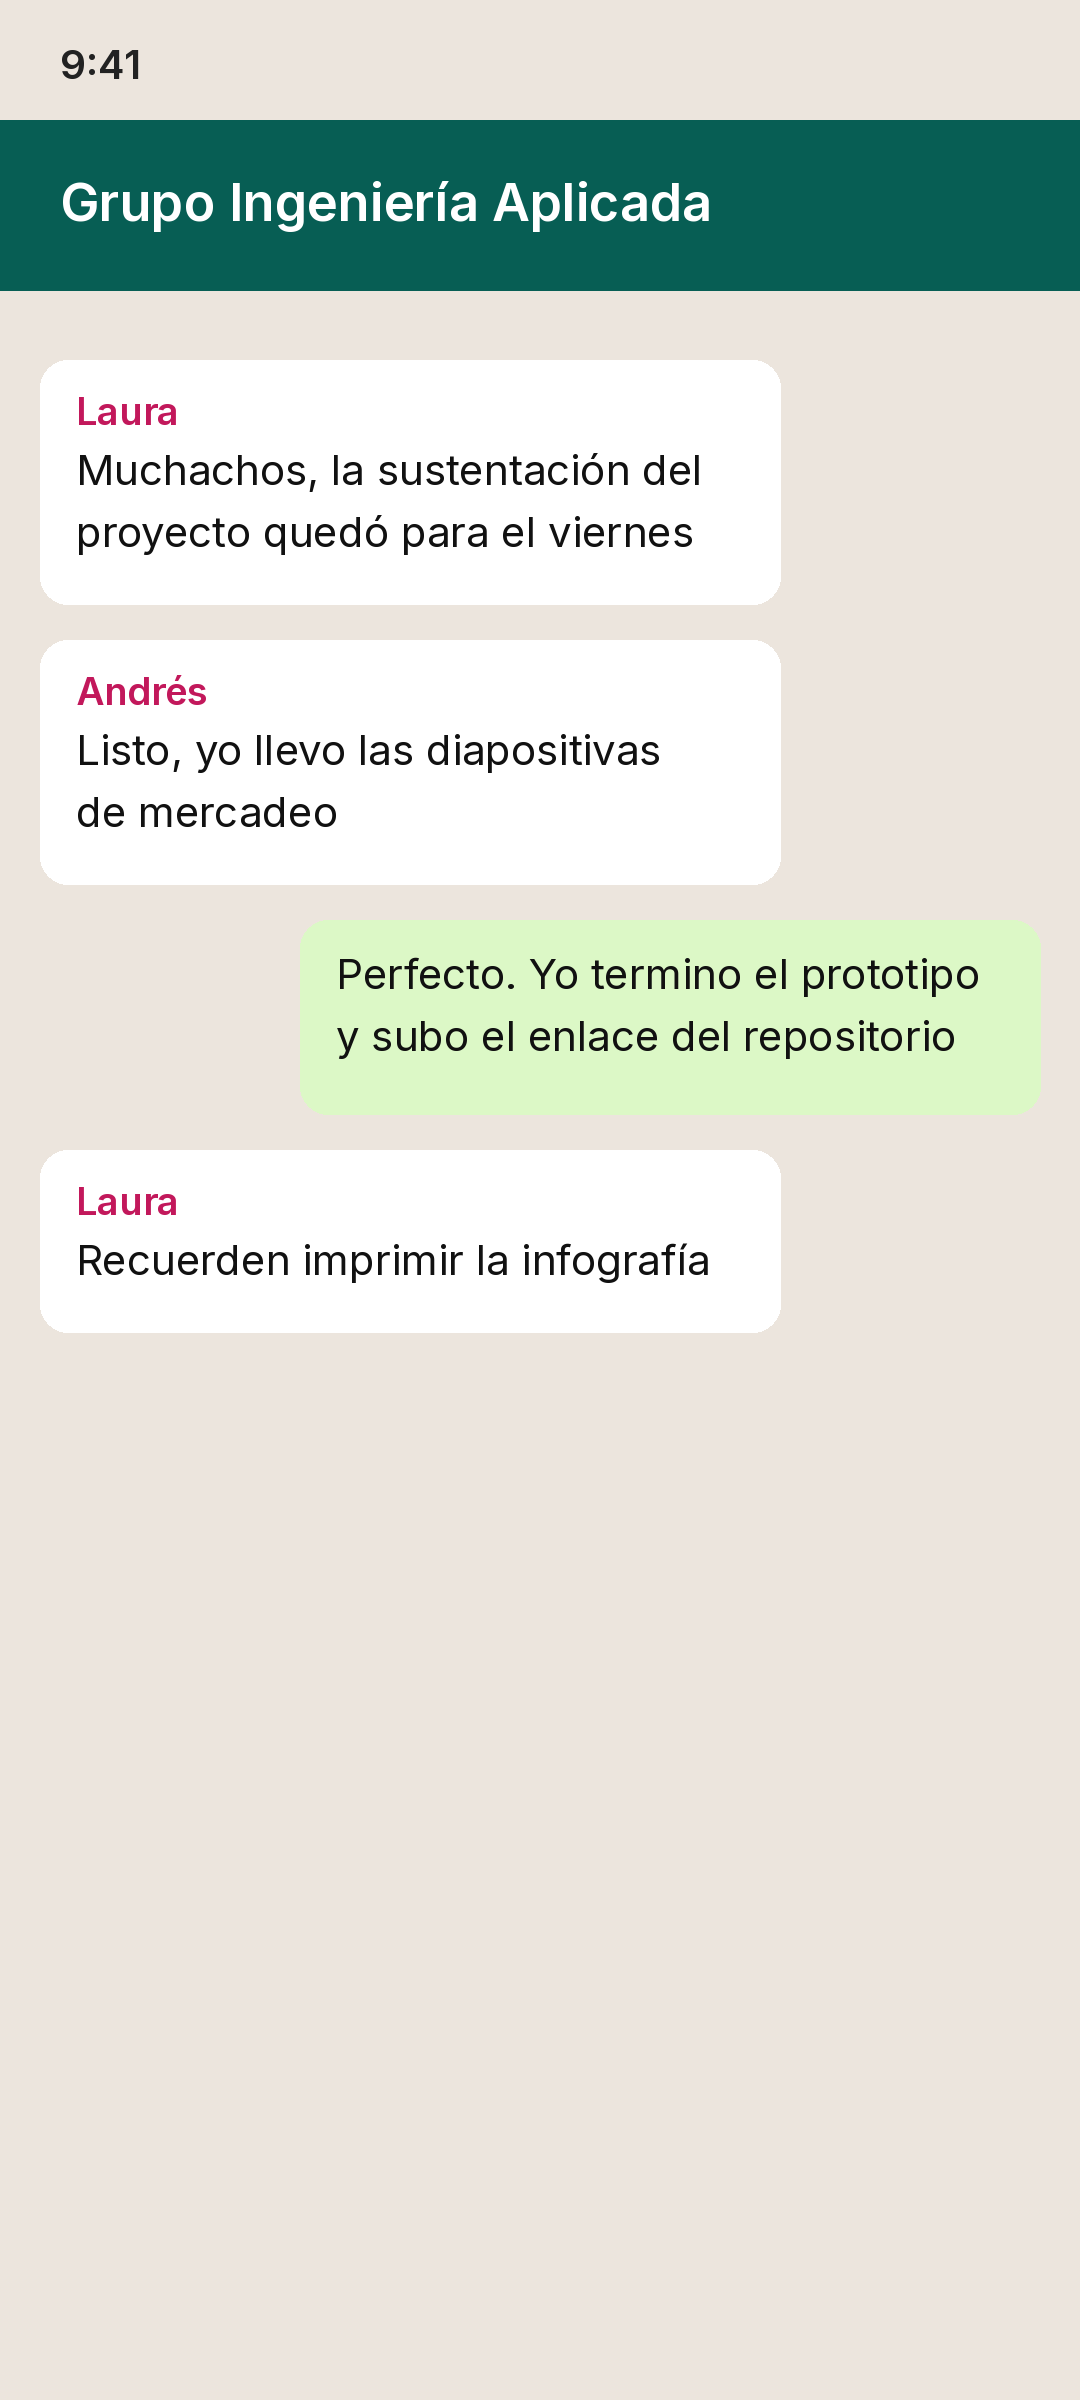 9:41
Grupo Ingeniería Aplicada
Laura
Muchachos, la sustentación del
proyecto quedó para el viernes
Andrés
Listo, yo llevo las diapositivas
de mercadeo
Perfecto. Yo termino el prototipo
y subo el enlace del repositorio
Laura
Recuerden imprimir la infografía